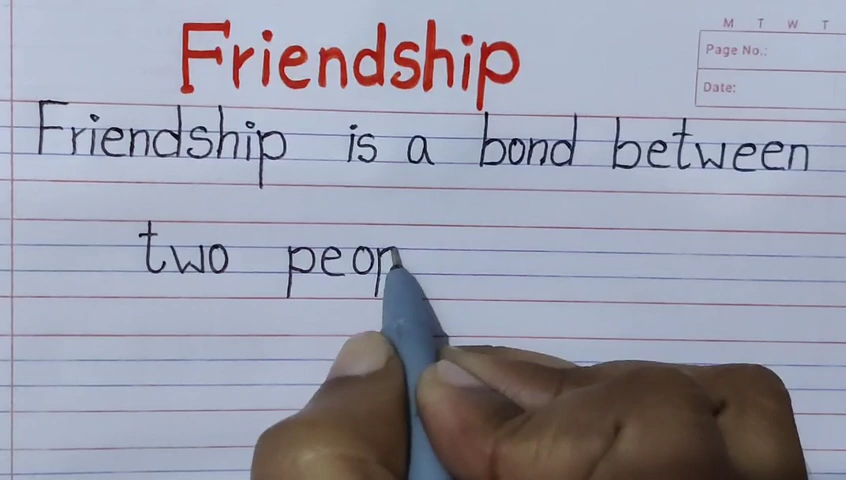 Friendship
M T W T
Page No.:
Date:
Friendship is a bond between
two peop